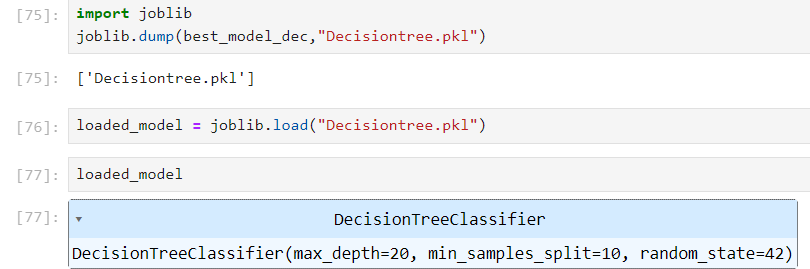 [75]: import joblib
joblib.dump(best_model_dec,"Decisiontree.pkl")
[75]: ['Decisiontree.pkl']
[76]: loaded_model = joblib.load("Decisiontree.pkl")
[77]: loaded_model
[77]: ▾ DecisionTreeClassifier
DecisionTreeClassifier(max_depth=20, min_samples_split=10, random_state=42)